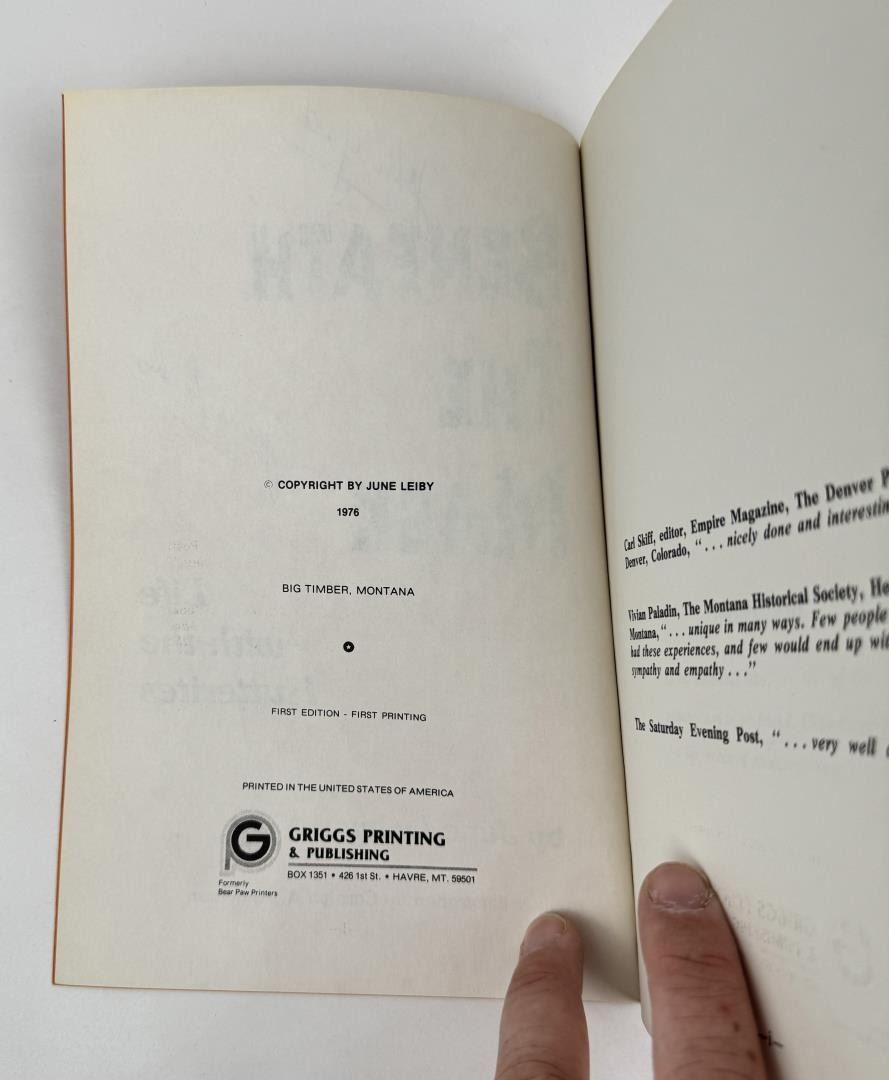 © COPYRIGHT BY JUNE LEIBY
1976
BIG TIMBER, MONTANA
FIRST EDITION - FIRST PRINTING
PRINTED IN THE UNITED STATES OF AMERICA
G
GRIGGS PRINTING
& PUBLISHING
BOX 1351 • 426 1st St. • HAVRE, MT. 59501
Formerly
Bear Paw Printers
Carl Skiff, editor, Empire Magazine, The Denver P
Denver, Colorado, “ . . . nicely done and interestin
Vivian Paladin, The Montana Historical Society, He
Montana, “ . . . unique in many ways. Few people
had these experiences, and few would end up wi
sympathy and empathy . . .”
The Saturday Evening Post, “ . . . very well
-i-